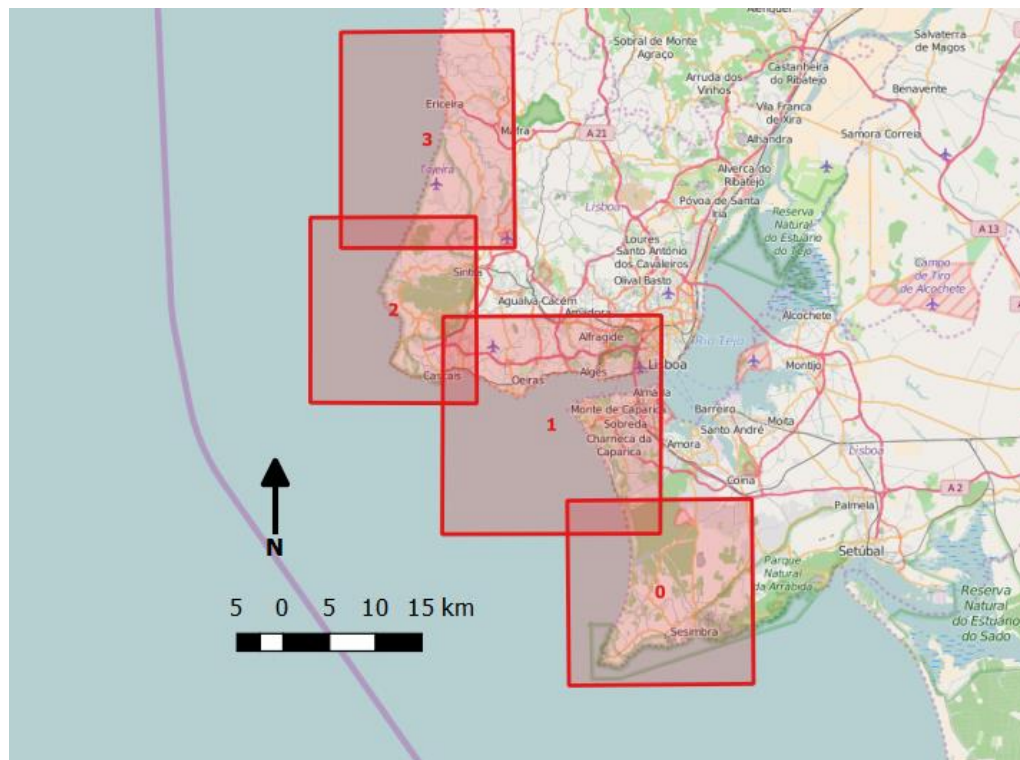 Alenquer
Sobral de Monte
Agraço
Salvaterra
de Magos
Castanheira
do Ribatejo
Arruda dos
Vinhos
Benavente
Vila Franca
de Xira
Ericeira
Mafra
A 21
Alhandra
Samora Correia
3
Alverca do
Ribatejo
Tojeira
Póvoa de Santa
Iria
Lisboa
Reserva
Natural
do Estuário
do Tejo
A 13
Loures
Santo António
dos Cavaleiros
Olival Basto
Campo
de Tiro
de Alcochete
Sintra
Agualva-Cacém
Amadora
2
Alcochete
Alfragide
Rio Tejo
Lisboa
Montijo
Cascais
Oeiras
Algés
Almada
Monte de Caparica
Barreiro
Moita
1
Sobreda
Santo André
Charneca da
Caparica
Amora
Lisboa
Coina
A 2
Palmela
N
Setúbal
Parque
Natural
da Arrábida
0
Reserva
Natural
do Estuário
do Sado
5 0 5 10 15 km
Sesimbra